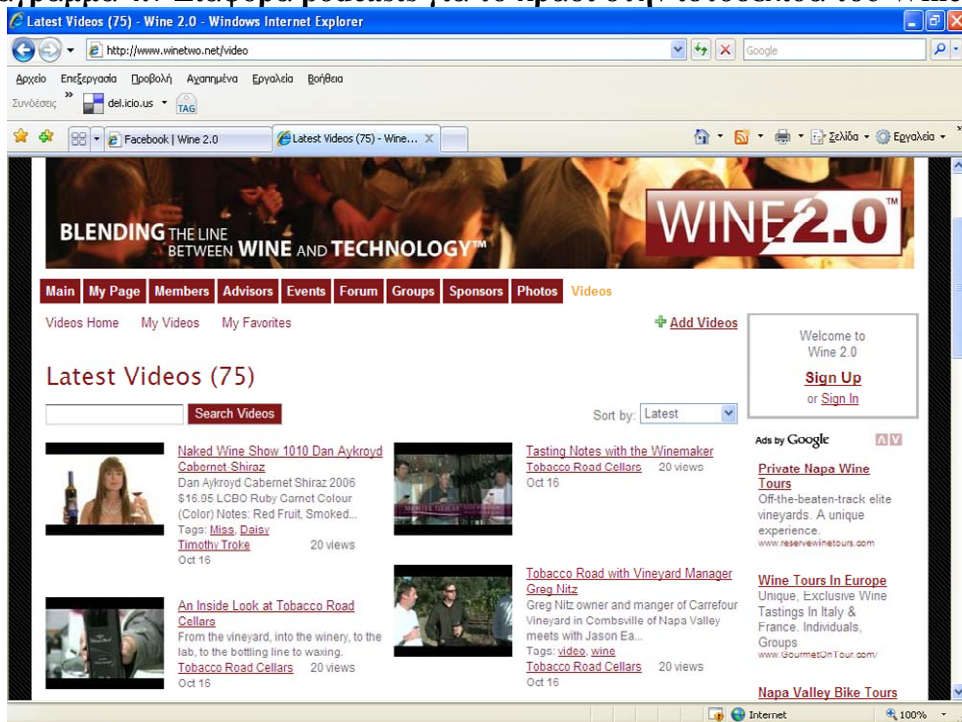 Διάφορα podcasts για το κρασί στην ιστοσελίδα του Wine
Latest Videos (75) - Wine 2.0 - Windows Internet Explorer
http://www.winetwo.net/video
Google
Αρχείο Επεξεργασία Προβολή Αγαπημένα Εργαλεία Βοήθεια
Συνδέσεις » del.icio.us TAG
Facebook | Wine 2.0
Latest Videos (75) - Wine... X
Σελίδα Εργαλεία »
BLENDING THE LINE
BETWEEN WINE AND TECHNOLOGY™
WINE2.0™
Main My Page Members Advisors Events Forum Groups Sponsors Photos Videos
Videos Home My Videos My Favorites
Add Videos
Latest Videos (75)
Search Videos
Sort by: Latest
Naked Wine Show 1010 Dan Aykroyd
Cabernet-Shiraz
Dan Aykroyd Cabernet Shiraz 2006
$16.95 LCBO Ruby Garnet Colour
(Color) Notes: Red Fruit, Smoked...
Tags: Miss, Daisy
Timothy Troke 20 views
Oct 16
Tasting Notes with the Winemaker
Tobacco Road Cellars 20 views
Oct 16
An Inside Look at Tobacco Road
Cellars
From the vineyard, into the winery, to the
lab, to the bottling line to waxing.
Tobacco Road Cellars 20 views
Oct 16
Tobacco Road with Vineyard Manager
Greg Nitz
Greg Nitz owner and manger of Carrefour
Vineyard in Combsville of Napa Valley
meets with Jason Ea...
Tags: video, wine
Tobacco Road Cellars 20 views
Oct 16
Welcome to
Wine 2.0
Sign Up
or Sign In
Ads by Google
Private Napa Wine
Tours
Off-the-beaten-track elite
vineyards. A unique
experience.
www.reservewinetours.com
Wine Tours In Europe
Unique, Exclusive Wine
Tastings In Italy &
France. Individuals,
Groups
www.GourmetOnTour.com/
Napa Valley Bike Tours
Internet 100%